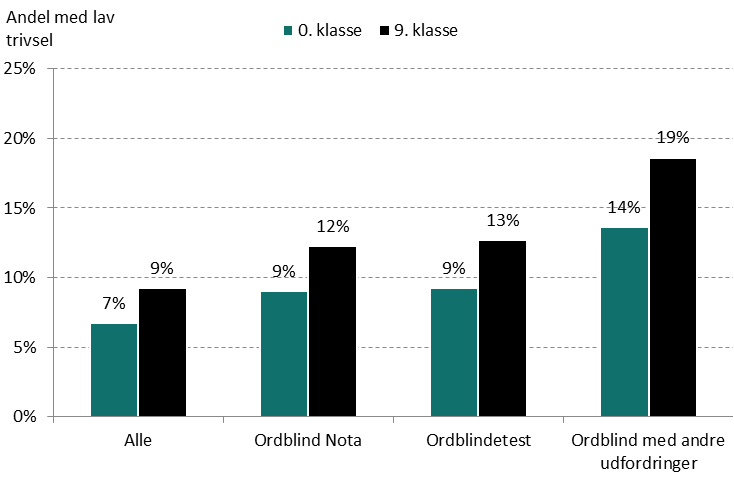 Andel med lav
trivsel
0. klasse 9. klasse
25%
20%
15%
10%
5%
0%
7%
9%
9%
12%
9%
13%
14%
19%
Alle
Ordblind Nota
Ordblindetest
Ordblind med andre
udfordringer